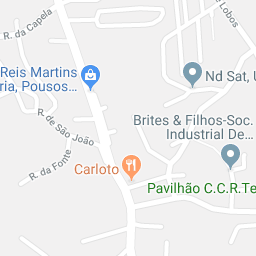 R. da Capela
Lobos
Reis Martins
ria, Pousos...
Nd Sat, U
R. de São João
Brites & Filhos-Soc.
Industrial De...
R. da Fonte
Carloto
Pavilhão C.C.R.Te